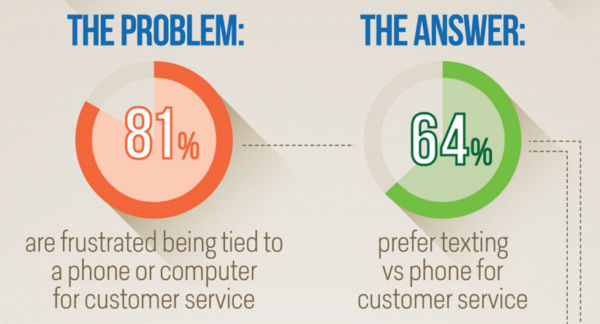 THE PROBLEM:
81%
are frustrated being tied to
a phone or computer
for customer service
THE ANSWER:
64%
prefer texting
vs phone for
customer service